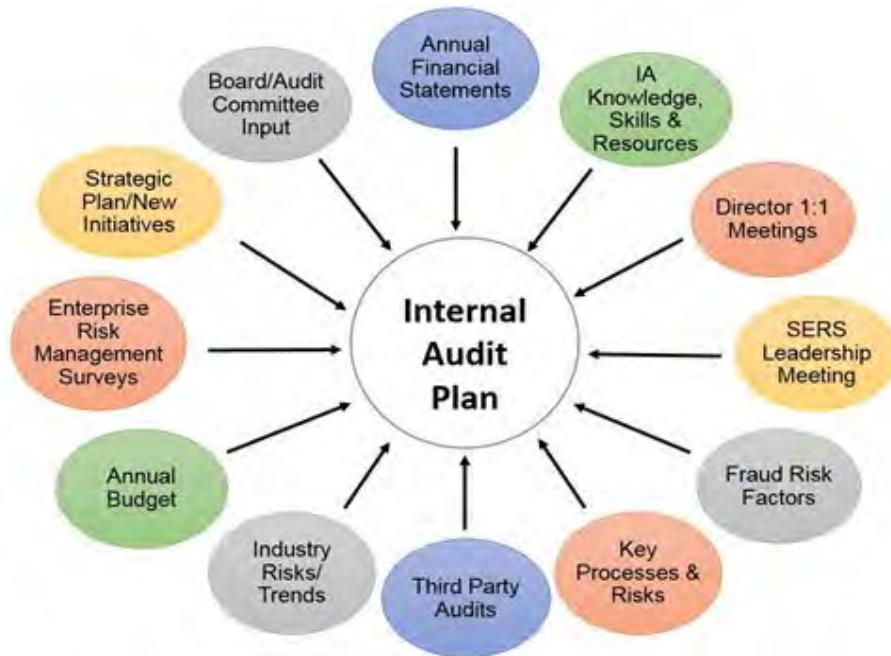 Annual
Financial
Statements
IA
Knowledge,
Skills &
Resources
Director 1:1
Meetings
SERS
Leadership
Meeting
Fraud Risk
Factors
Key
Processes &
Risks
Third Party
Audits
Industry
Risks/
Trends
Annual
Budget
Enterprise
Risk
Management
Surveys
Strategic
Plan/New
Initiatives
Board/Audit
Committee
Input
Internal
Audit
Plan